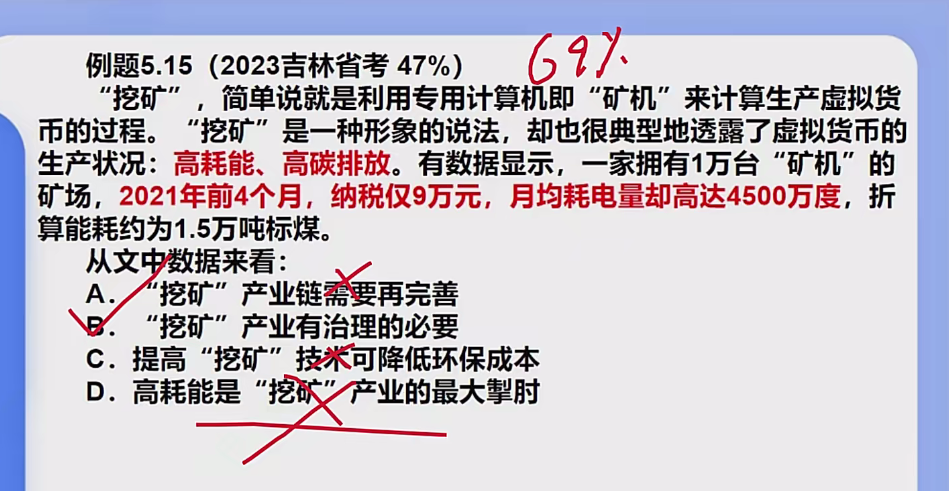 例题5.15（2023吉林省考 47%）
69%
“挖矿”，简单说就是利用专用计算机即“矿机”来计算生产虚拟货
币的过程。“挖矿”是一种形象的说法，却也很典型地透露了虚拟货币的
生产状况：高耗能、高碳排放。有数据显示，一家拥有1万台“矿机”的
矿场，2021年前4个月，纳税仅9万元，月均耗电量却高达4500万度，折
算能耗约为1.5万吨标煤。
从文中数据来看：
A．“挖矿”产业链需要再完善
B．“挖矿”产业有治理的必要
C．提高“挖矿”技术可降低环保成本
D．高耗能是“挖矿”产业的最大掣肘